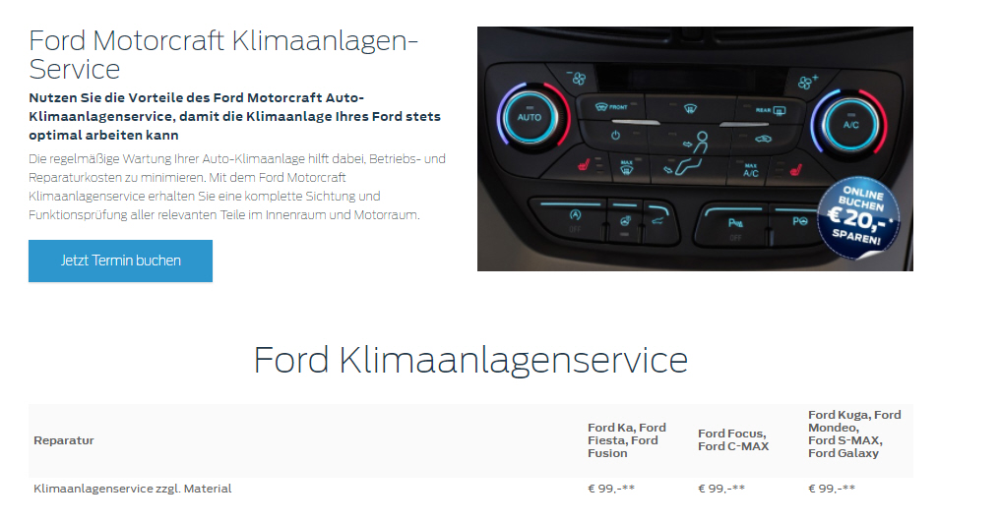 Ford Motorcraft Klimaanlagen-
Service
Nutzen Sie die Vorteile des Ford Motorcraft Auto-
Klimaanlagenservice, damit die Klimaanlage Ihres Ford stets
optimal arbeiten kann
Die regelmäßige Wartung Ihrer Auto-Klimaanlage hilft dabei, Betriebs- und
Reparaturkosten zu minimieren. Mit dem Ford Motorcraft
Klimaanlagenservice erhalten Sie eine komplette Sichtung und
Funktionsprüfung aller relevanten Teile im Innenraum und Motorraum.
Jetzt Termin buchen
FRONT
REAR
AUTO
A/C
MAX
MAX
A/C
A
OFF
P
OFF
P
ONLINE
BUCHEN
€ 20,-*
SPAREN!
Ford Klimaanlagenservice
Reparatur
Ford Ka, Ford
Fiesta, Ford
Fusion
Ford Focus,
Ford C-MAX
Ford Kuga, Ford
Mondeo,
Ford S-MAX,
Ford Galaxy
Klimaanlagenservice zzgl. Material
€ 99,-**
€ 99,-**
€ 99,-**